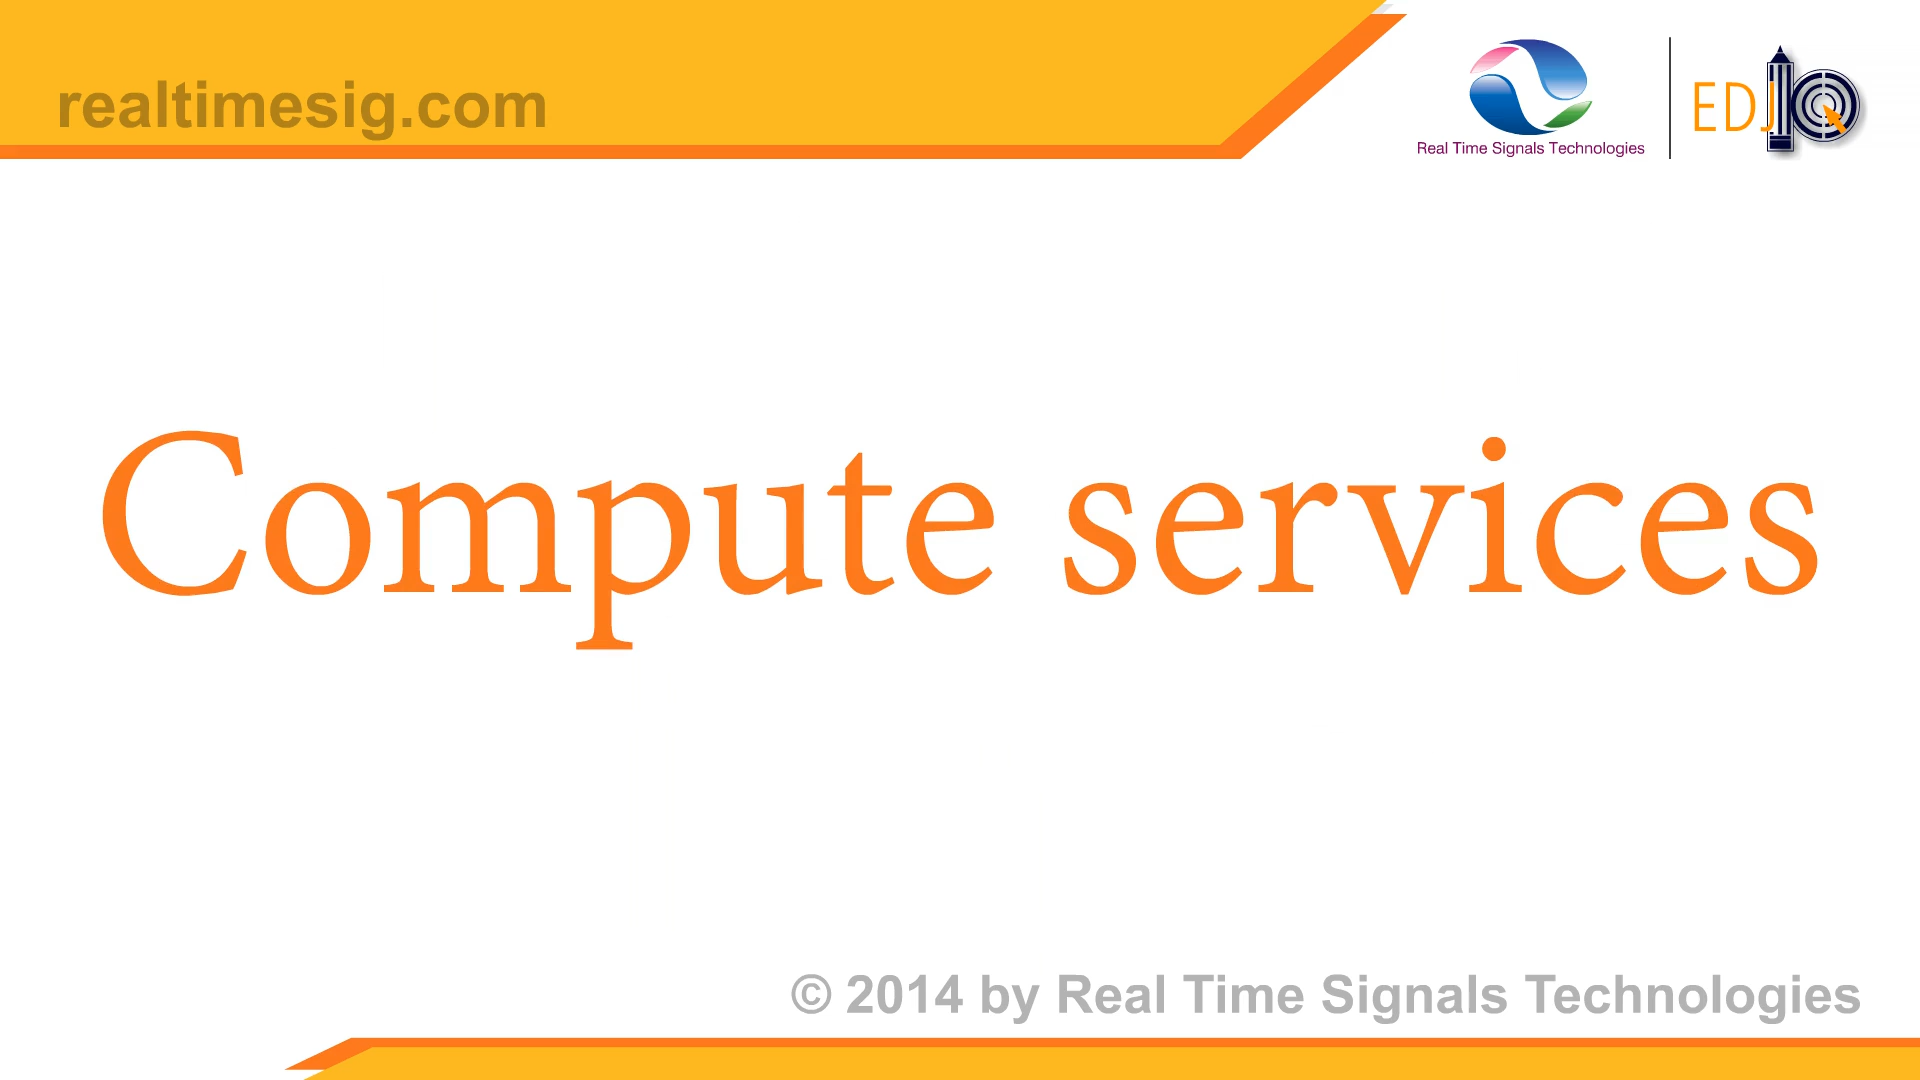 realtimesig.com
Real Time Signals Technologies
EDJ
Compute services
© 2014 by Real Time Signals Technologies